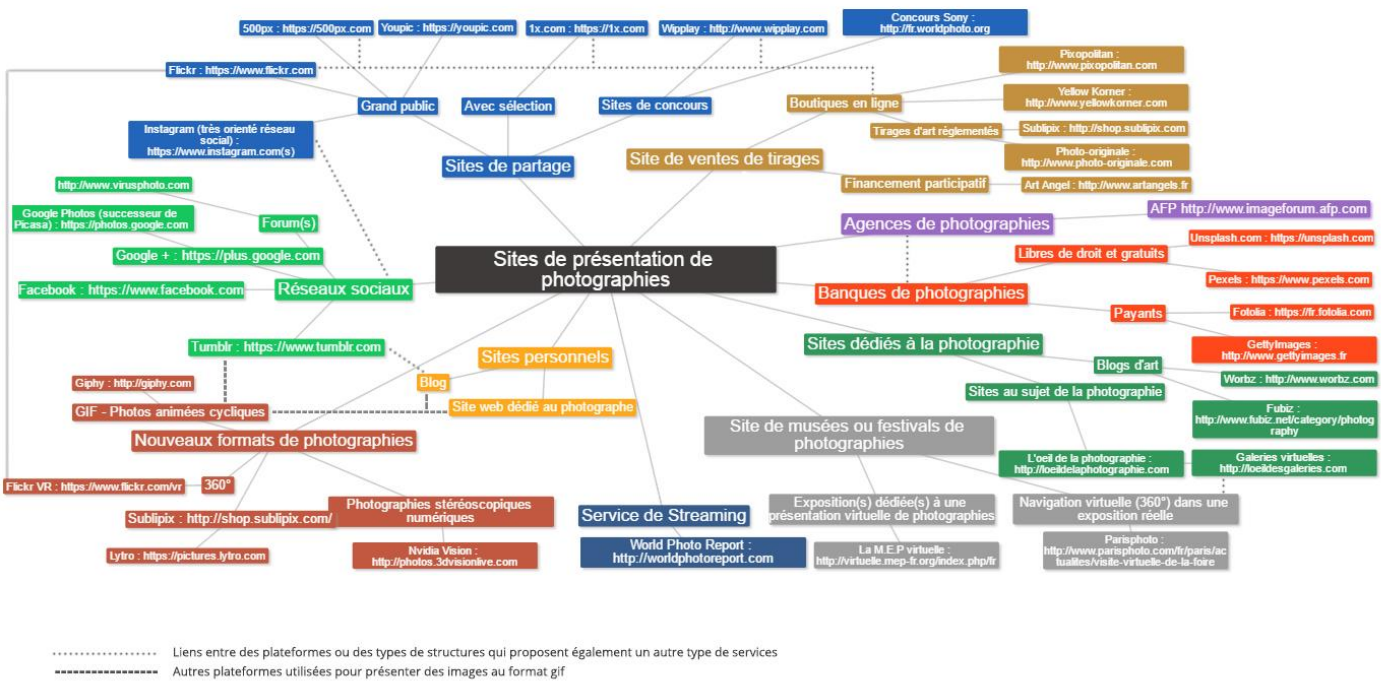 500px : https://500px.com
Youpic : https://youpic.com
1x.com : https://1x.com
Wipplay : http://www.wipplay.com
Concours Sony :
http://fr.worldphoto.org
Flickr : https://www.flickr.com
Grand public
Avec sélection
Sites de concours
Instagram (très orienté réseau
social) :
https://www.instagram.com(s)
Sites de partage
Pixopolitan :
http://www.pixopolitan.com
Boutiques en ligne
Yellow Korner :
http://www.yellowkorner.com
Tirages d'art réglementés
Sublipix : http://shop.sublipix.com
Photo-originale :
http://www.photo-originale.com
Site de ventes de tirages
Financement participatif
Art Angel : http://www.artangels.fr
http://www.virusphoto.com
Google Photos (successeur de
Picasa) : https://photos.google.com
Forum(s)
Google + : https://plus.google.com
Facebook : https://www.facebook.com
Réseaux sociaux
Tumblr : https://www.tumblr.com
Sites de présentation de
photographies
Agences de photographies
AFP http://www.imageforum.afp.com
Libres de droit et gratuits
Unsplash.com : https://unsplash.com
Pexels : https://www.pexels.com
Banques de photographies
Payants
Fotolia : https://fr.fotolia.com
GettyImages :
http://www.gettyimages.fr
Sites dédiés à la photographie
Blogs d'art
Worbz : http://www.worbz.com
Sites au sujet de la photographie
Fubiz :
http://www.fubiz.net/category/photog
raphy
L'oeil de la photographie :
http://loeildelaphotographie.com
Galeries virtuelles :
http://loeildesgaleries.com
Sites personnels
Blog
Site web dédié au photographe
Giphy : http://giphy.com
GIF - Photos animées cycliques
Nouveaux formats de photographies
Flickr VR : https://www.flickr.com/vr
360°
Sublipix : http://shop.sublipix.com/
Lytro : https://pictures.lytro.com
Photographies stéréoscopiques
numériques
Nvidia Vision :
http://photos.3dvisionlive.com
Service de Streaming
World Photo Report :
http://worldphotoreport.com
Site de musées ou festivals de
photographies
Exposition(s) dédiée(s) à une
présentation virtuelle de photographies
La M.E.P virtuelle :
http://virtuelle.mep-fr.org/index.php/fr
Navigation virtuelle (360°) dans une
exposition réelle
Parisphoto :
http://www.parisphoto.com/fr/paris/ac
tualites/visite-virtuelle-de-la-foire
Liens entre des plateformes ou des types de structures qui proposent également un autre type de services
Autres plateformes utilisées pour présenter des images au format gif